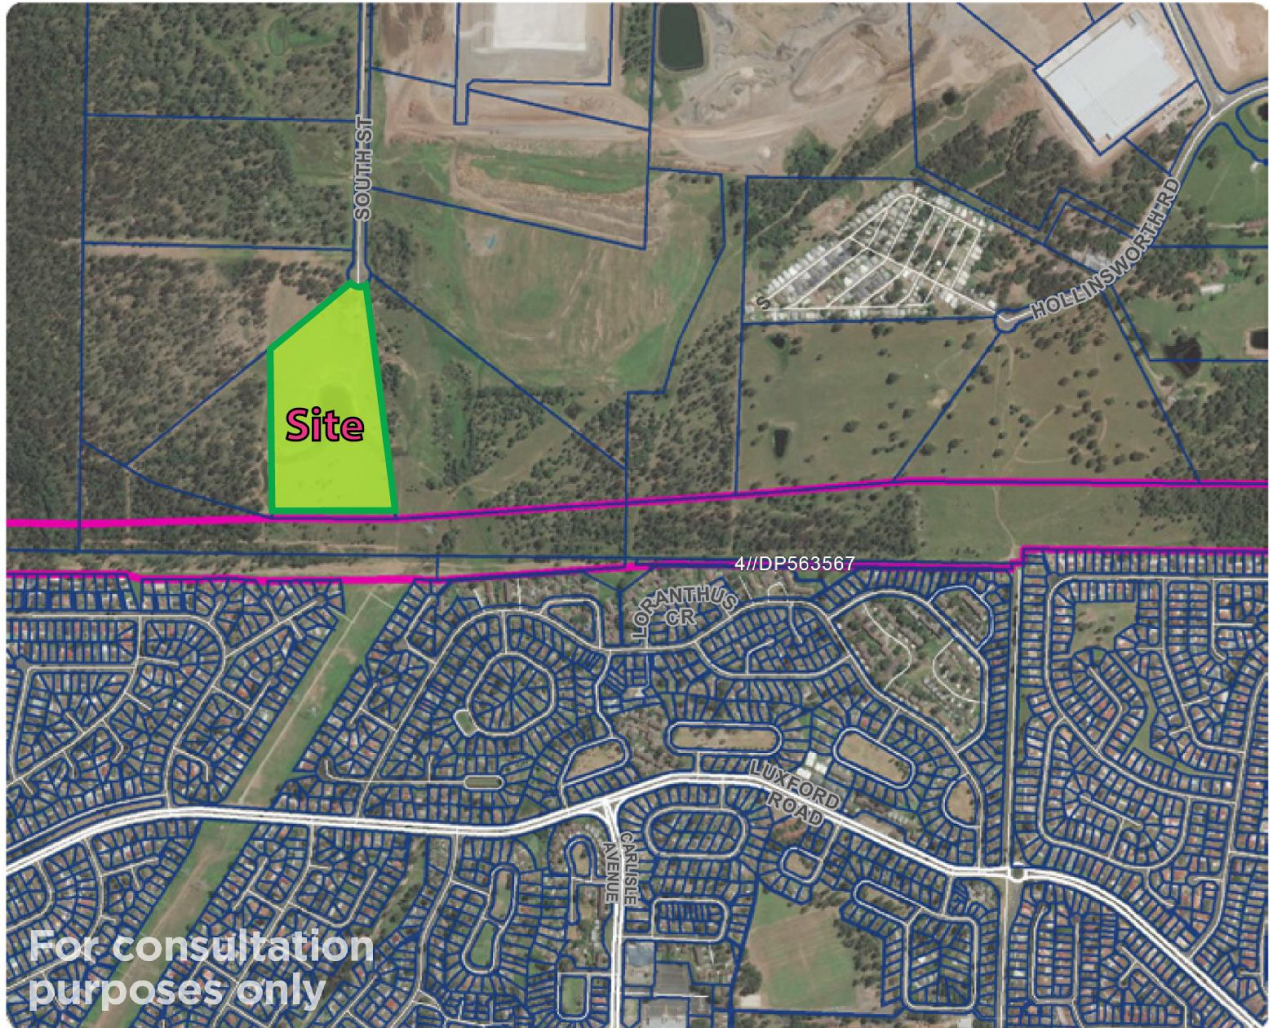 SOUTH ST
HOLLINSWORTH RD
S
Site
4//DP563567
LORANTHUS
CR
LUXFORD
ROAD
CARLISLE
AVENUE
For consultation
purposes only